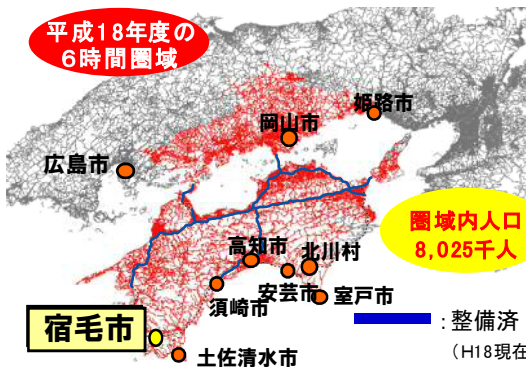 平成18年度の
6時間圏域
姫路市
岡山市
広島市
圏域内人口
8,025千人
高知市
北川村
安芸市
室戸市
須崎市
宿毛市
土佐清水市
:整備済
(H18現在